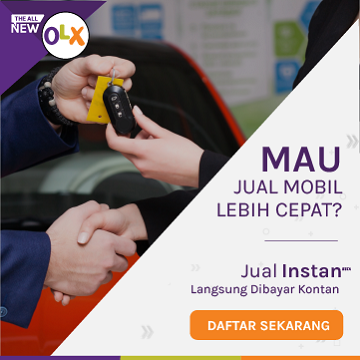 THE ALL
NEW
OLX
MAU
JUAL MOBIL
LEBIH CEPAT?
Jual Instan
Langsung Dibayar Kontan
DAFTAR SEKARANG